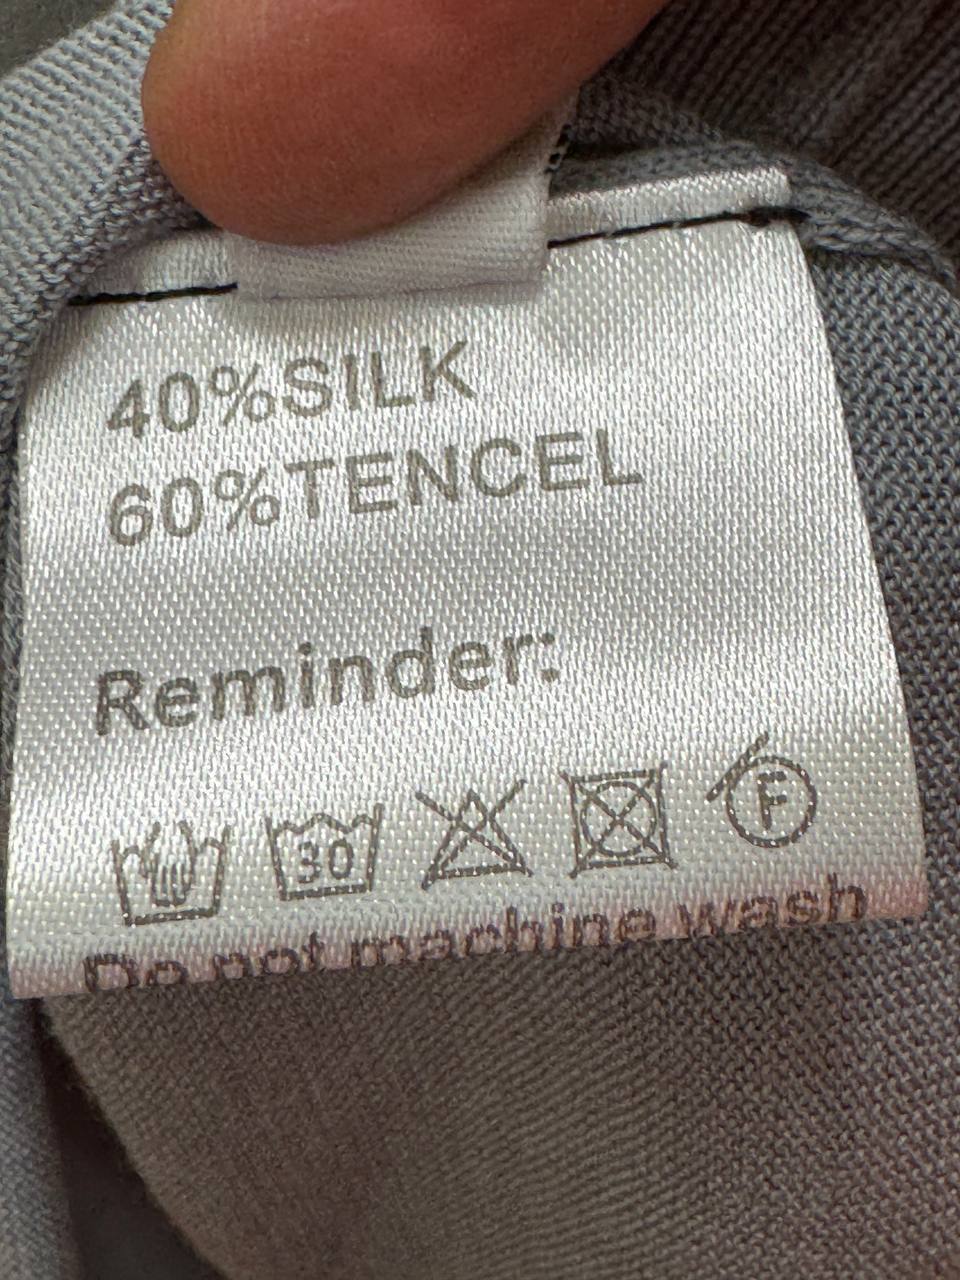 40%SILK
60%TENCEL
Reminder:
30 F
Do not machine wash